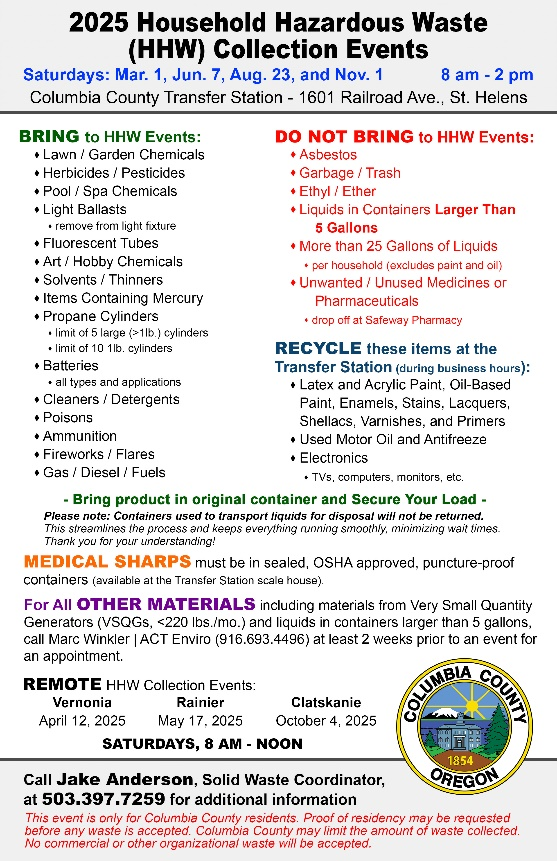 2025 Household Hazardous Waste
(HHW) Collection Events
Saturdays: Mar. 1, Jun. 7, Aug. 23, and Nov. 1 8 am - 2 pm
Columbia County Transfer Station - 1601 Railroad Ave., St. Helens
BRING to HHW Events:
♦ Lawn / Garden Chemicals
♦ Herbicides / Pesticides
♦ Pool / Spa Chemicals
♦ Light Ballasts
• remove from light fixture
♦ Fluorescent Tubes
♦ Art / Hobby Chemicals
♦ Solvents / Thinners
♦ Items Containing Mercury
♦ Propane Cylinders
• limit of 5 large (>1lb.) cylinders
• limit of 10 1lb. cylinders
♦ Batteries
• all types and applications
♦ Cleaners / Detergents
♦ Poisons
♦ Ammunition
♦ Fireworks / Flares
♦ Gas / Diesel / Fuels
DO NOT BRING to HHW Events:
♦ Asbestos
♦ Garbage / Trash
♦ Ethyl / Ether
♦ Liquids in Containers Larger Than
5 Gallons
♦ More than 25 Gallons of Liquids
• per household (excludes paint and oil)
♦ Unwanted / Unused Medicines or
Pharmaceuticals
• drop off at Safeway Pharmacy
RECYCLE these items at the
Transfer Station (during business hours):
♦ Latex and Acrylic Paint, Oil-Based
Paint, Enamels, Stains, Lacquers,
Shellacs, Varnishes, and Primers
♦ Used Motor Oil and Antifreeze
♦ Electronics
• TVs, computers, monitors, etc.
- Bring product in original container and Secure Your Load -
Please note: Containers used to transport liquids for disposal will not be returned.
This streamlines the process and keeps everything running smoothly, minimizing wait times.
Thank you for your understanding!
MEDICAL SHARPS must be in sealed, OSHA approved, puncture-proof
containers (available at the Transfer Station scale house).
For All OTHER MATERIALS including materials from Very Small Quantity
Generators (VSQGs, <220 lbs./mo.) and liquids in containers larger than 5 gallons,
call Marc Winkler | ACT Enviro (916.693.4496) at least 2 weeks prior to an event for
an appointment.
REMOTE HHW Collection Events:
Vernonia Rainier Clatskanie
April 12, 2025 May 17, 2025 October 4, 2025
SATURDAYS, 8 AM - NOON
COLUMBIA COUNTY
1854
OREGON
Call Jake Anderson, Solid Waste Coordinator,
at 503.397.7259 for additional information
This event is only for Columbia County residents. Proof of residency may be requested
before any waste is accepted. Columbia County may limit the amount of waste collected.
No commercial or other organizational waste will be accepted.